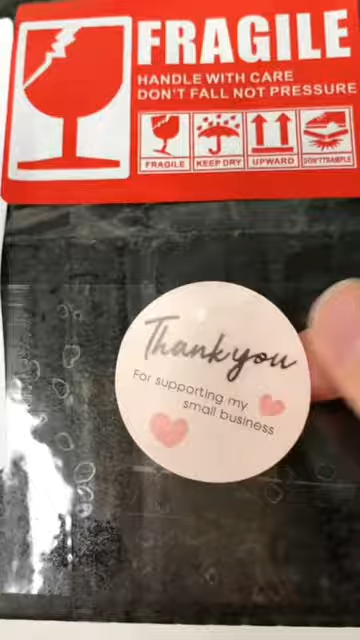 FRAGILE
HANDLE WITH CARE
DON'T FALL NOT PRESSURE
FRAGILE
KEEP DRY
UPWARD
DON'TTRAMPLE
Thank you
For supporting my
small business